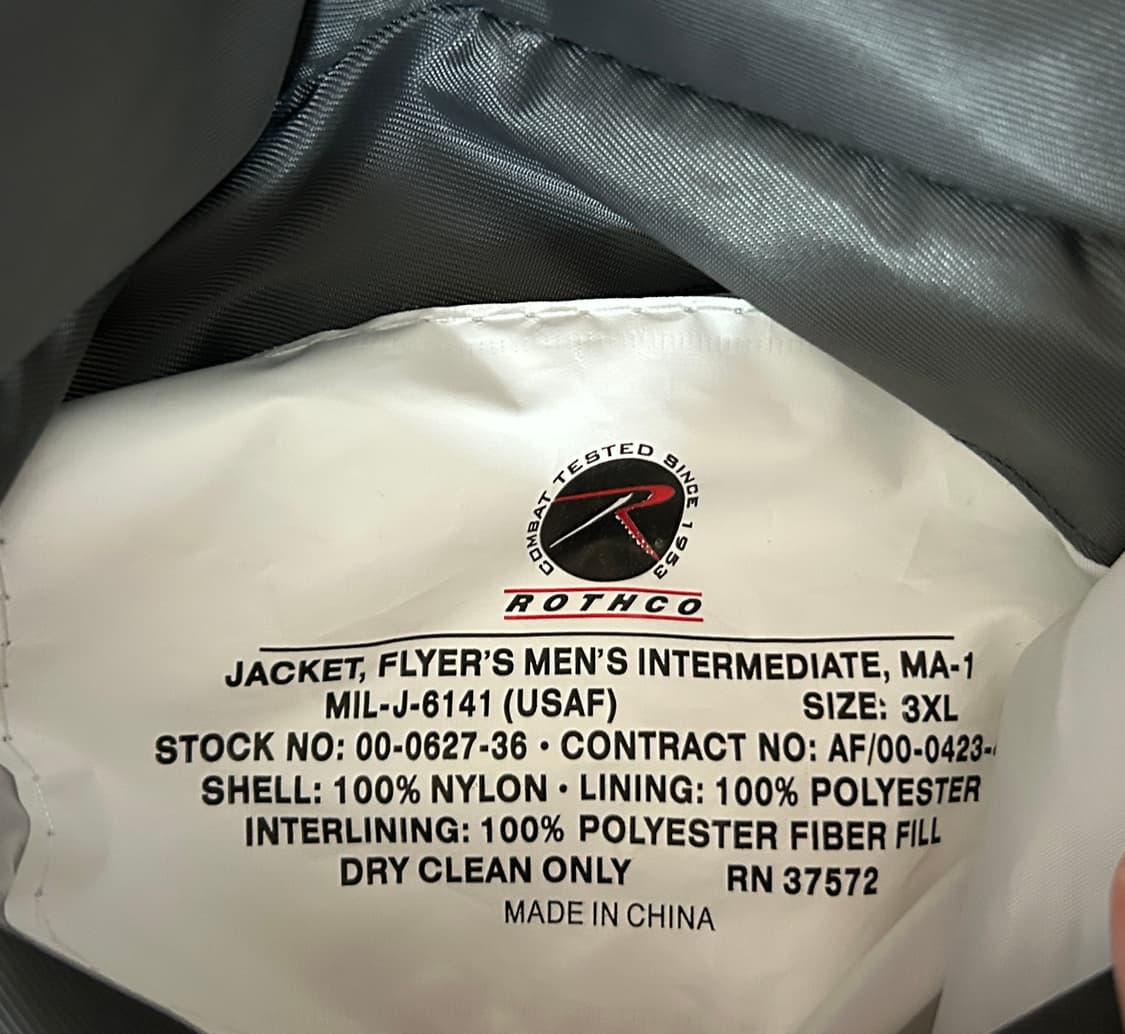 COMBAT TESTED SINCE 1953
ROTHCO
JACKET, FLYER'S MEN'S INTERMEDIATE, MA-1
MIL-J-6141 (USAF) SIZE: 3XL
STOCK NO: 00-0627-36 • CONTRACT NO: AF/00-0423-
SHELL: 100% NYLON • LINING: 100% POLYESTER
INTERLINING: 100% POLYESTER FIBER FILL
DRY CLEAN ONLY RN 37572
MADE IN CHINA